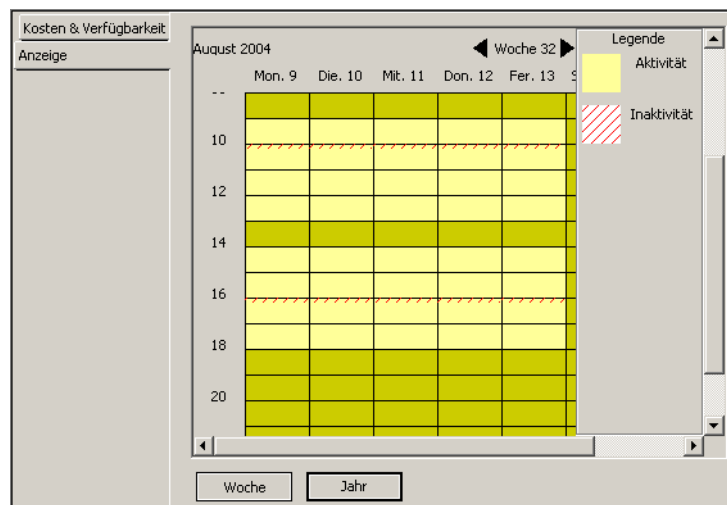 Kosten & Verfügbarkeit
Anzeige
August 2004
Woche 32
Mon. 9 Die. 10 Mit. 11 Don. 12 Fer. 13
10
12
14
16
18
20
Legende
Aktivität
Inaktivität
Woche
Jahr